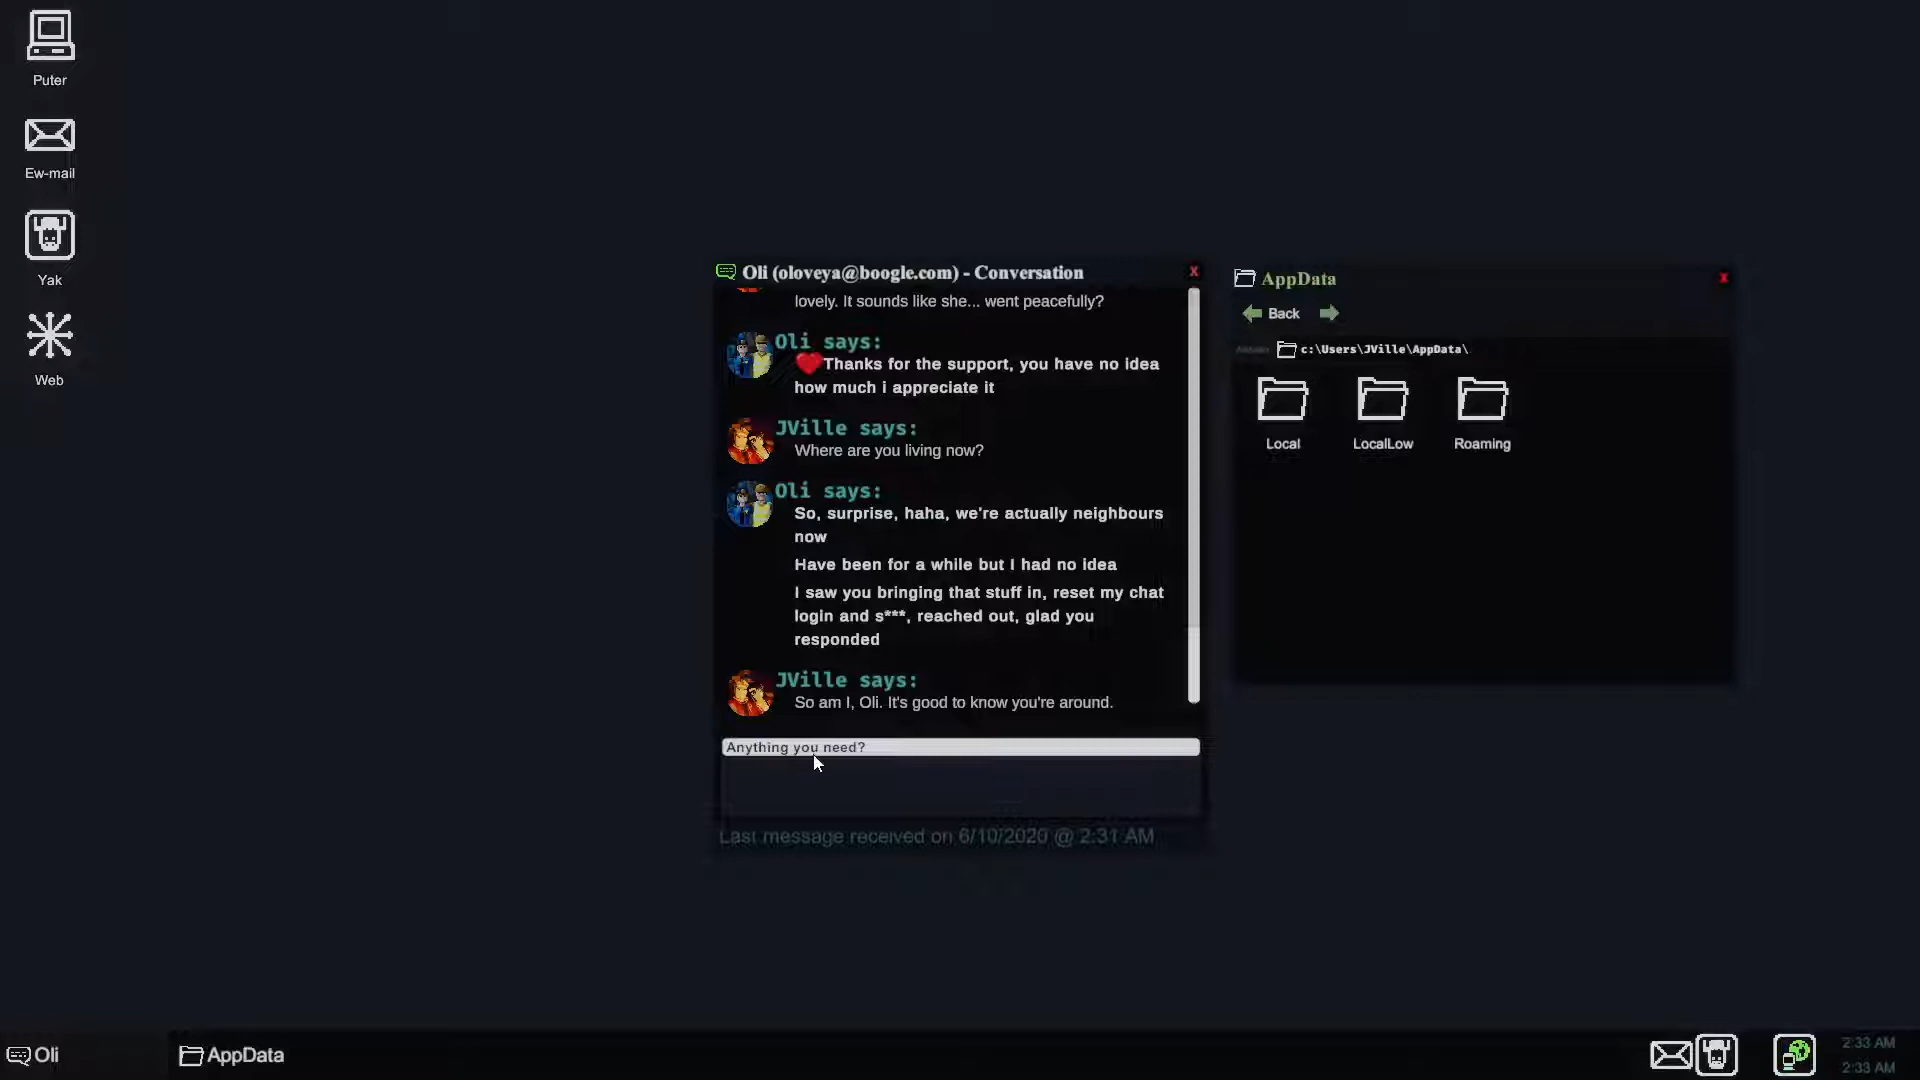 Puter
Ew-mail
Yak
Web
Oli (oloveya@boogle.com) - Conversation
x
lovely. It sounds like she... went peacefully?
Oli says:
Thanks for the support, you have no idea
how much i appreciate it
JVille says:
Where are you living now?
Oli says:
So, surprise, haha, we're actually neighbours
now
Have been for a while but I had no idea
I saw you bringing that stuff in, reset my chat
login and s***, reached out, glad you
responded
JVille says:
So am I, Oli. It's good to know you're around.
Anything you need?
Last message received on 6/10/2020 @ 2:31 AM
AppData
x
Back
c:\Users\JVille\AppData\
Local
LocalLow
Roaming
Oli
AppData
2:33 AM
2:33 AM